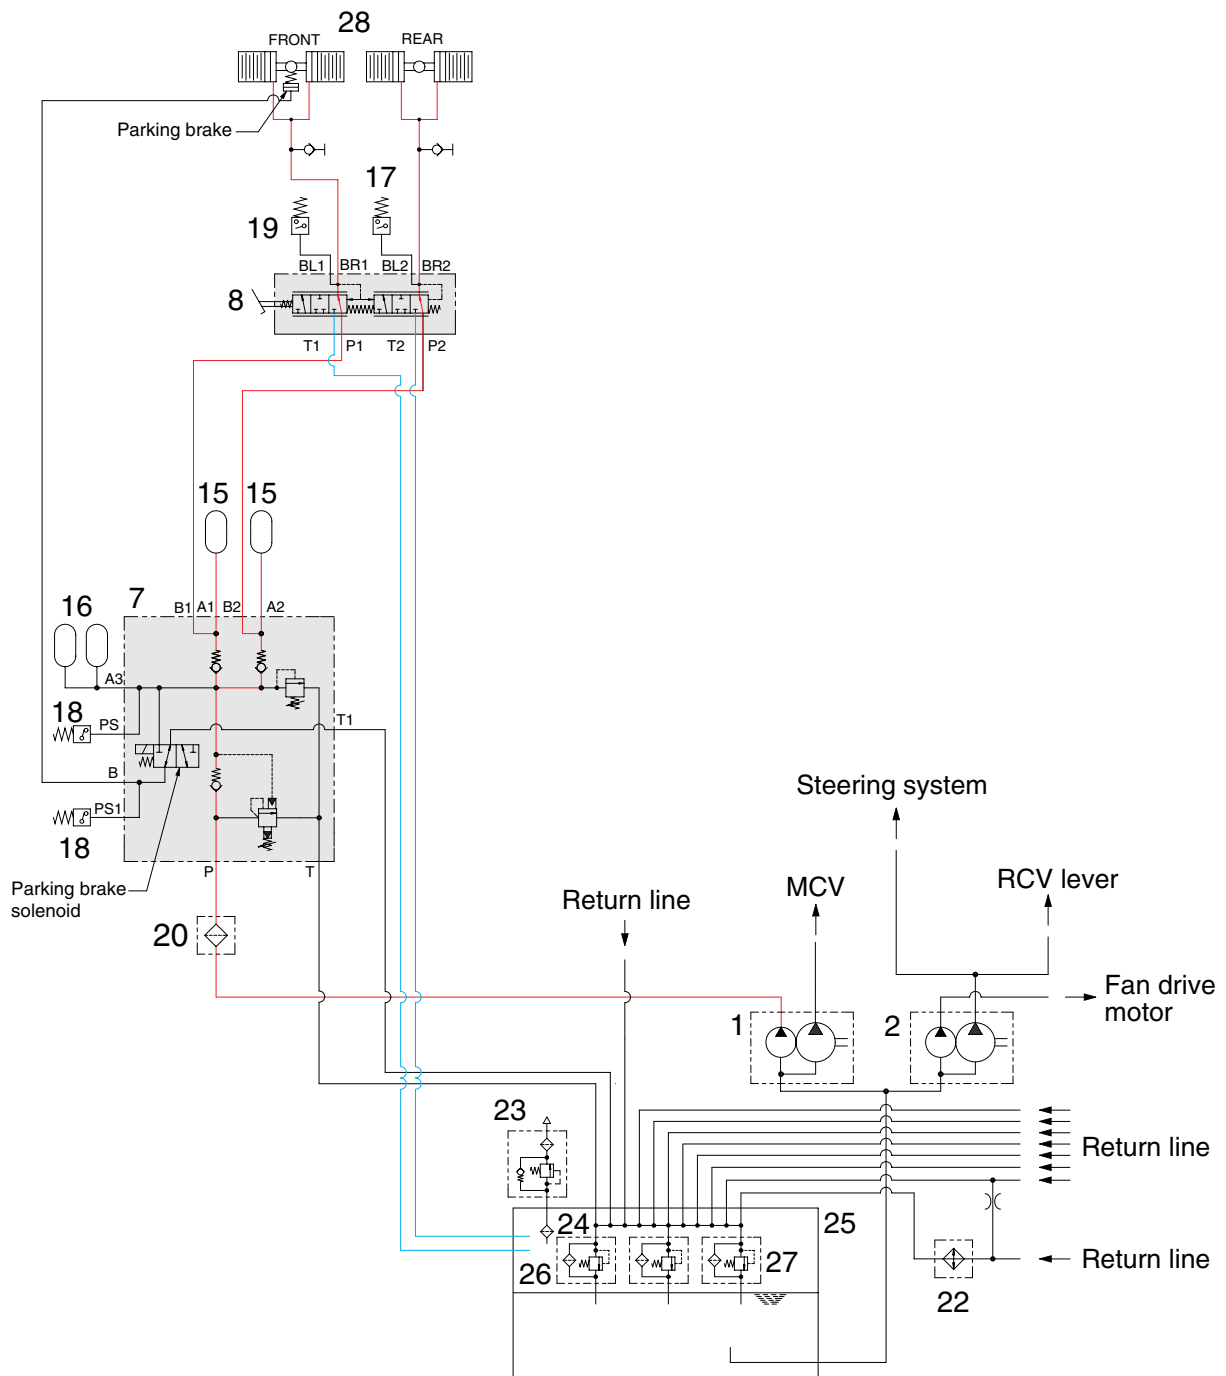 28
FRONT
REAR
Parking brake
17
19
BL1
BR1
BL2
BR2
8
T1
P1
T2
P2
15
15
7
B1
A1
B2
A2
16
A3
18
PS
T1
B
PS1
18
P
T
Parking brake
solenoid
20
Steering system
MCV
RCV lever
Return line
Fan drive
motor
1
2
23
Return line
24
25
26
27
22
Return line